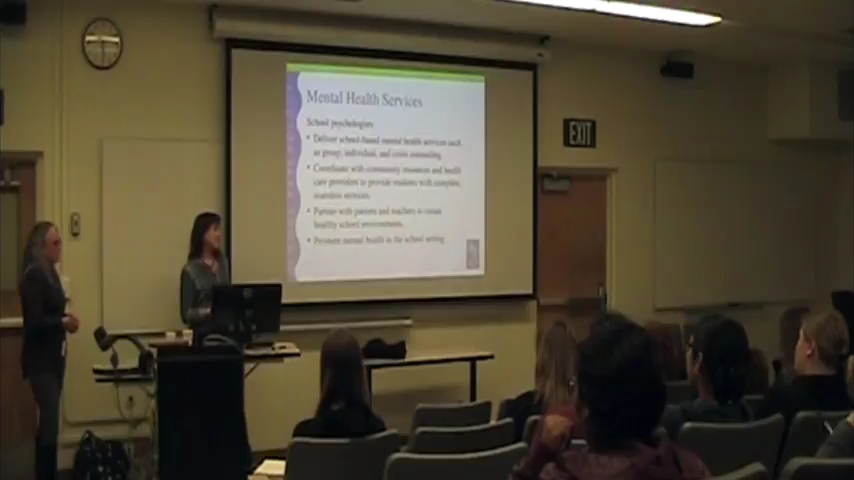 Mental Health Services
School psychologists:
• Deliver school-based mental health services such
as group, individual, and crisis counseling.
• Coordinate with community resources and health
care providers to provide students with complete,
seamless services.
• Partner with parents and teachers to create
healthy school environments.
• Promote mental health in the school setting.
EXIT